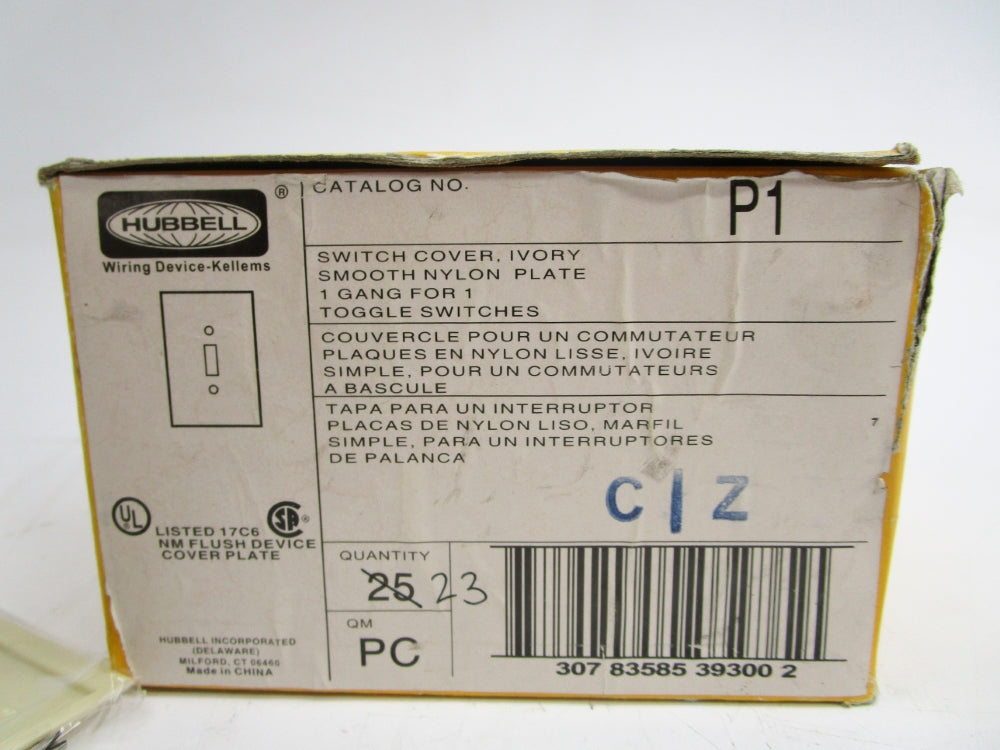 HUBBELL ®
Wiring Device-Kellems
CATALOG NO. P1
SWITCH COVER, IVORY
SMOOTH NYLON PLATE
1 GANG FOR 1
TOGGLE SWITCHES
COUVERCLE POUR UN COMMUTATEUR
PLAQUES EN NYLON LISSE, IVOIRE
SIMPLE, POUR UN COMMUTATEURS
A BASCULE
TAPA PARA UN INTERRUPTOR
PLACAS DE NYLON LISO, MARFIL
SIMPLE, PARA UN INTERRUPTORES
DE PALANCA
7
C|Z
UL SA ®
LISTED 17C6
NM FLUSH DEVICE
COVER PLATE
QUANTITY
25 23
QM
PC
HUBBELL INCORPORATED
(DELAWARE)
MILFORD, CT 06460
Made in CHINA
307 83585 39300 2